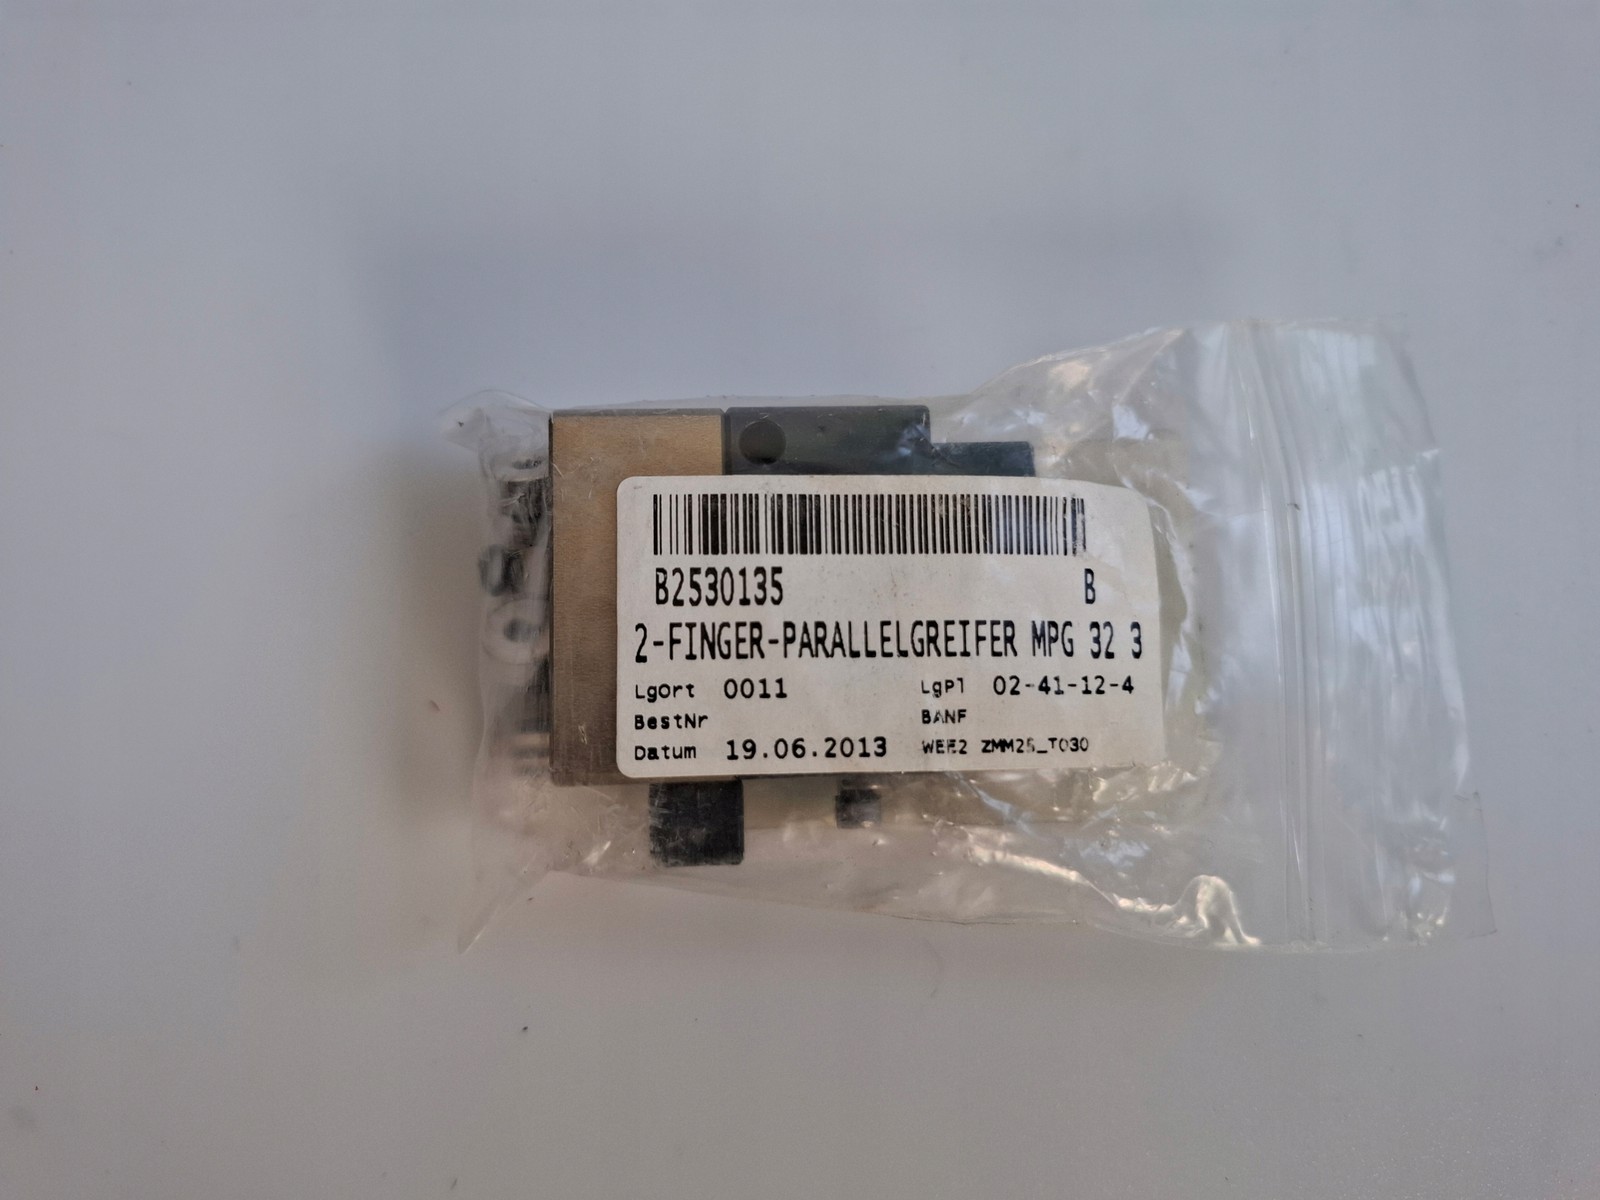 B2530135 B
2-FINGER-PARALLELGREIFER MPG 32 3
LgOrt 0011 LgPl 02-41-12-4
BestNr BANF
Datum 19.06.2013 WEE2 ZMM25_T030